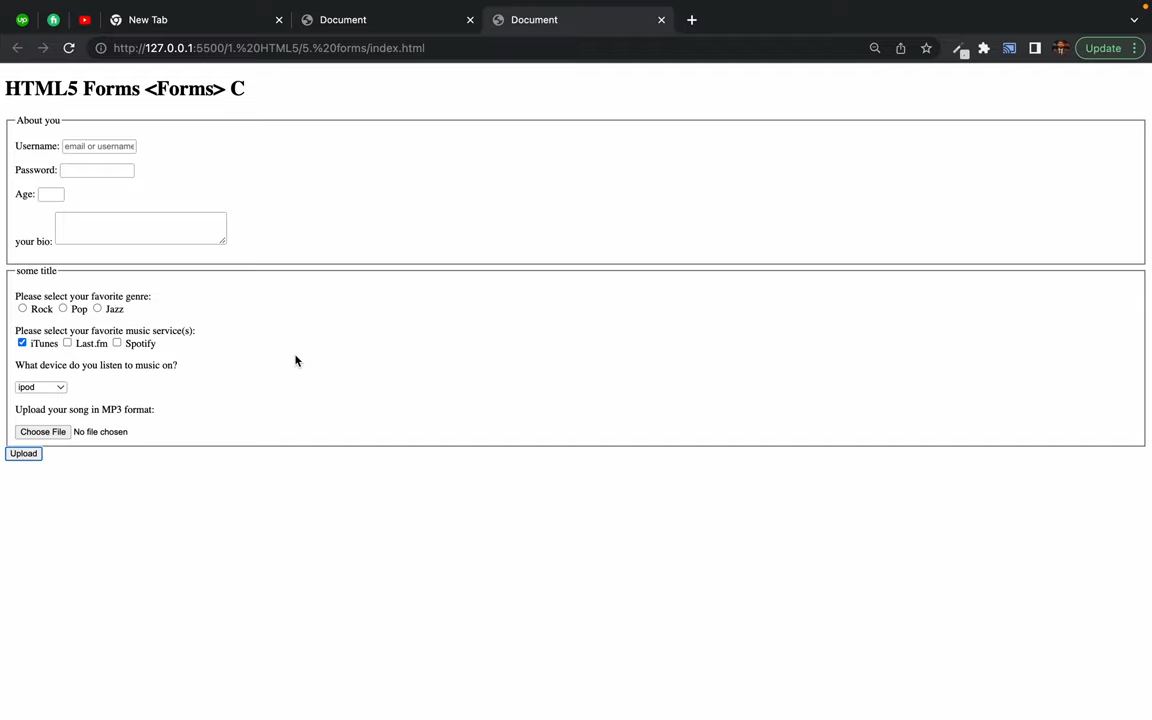 up fi New Tab Document Document
http://127.0.0.1:5500/1.%20HTML5/5.%20forms/index.html Update
HTML5 Forms <Forms> C
About you
Username: email or username
Password:
Age:
your bio:
some title
Please select your favorite genre:
Rock Pop Jazz
Please select your favorite music service(s):
iTunes Last.fm Spotify
What device do you listen to music on?
ipod
Upload your song in MP3 format:
Choose File No file chosen
Upload